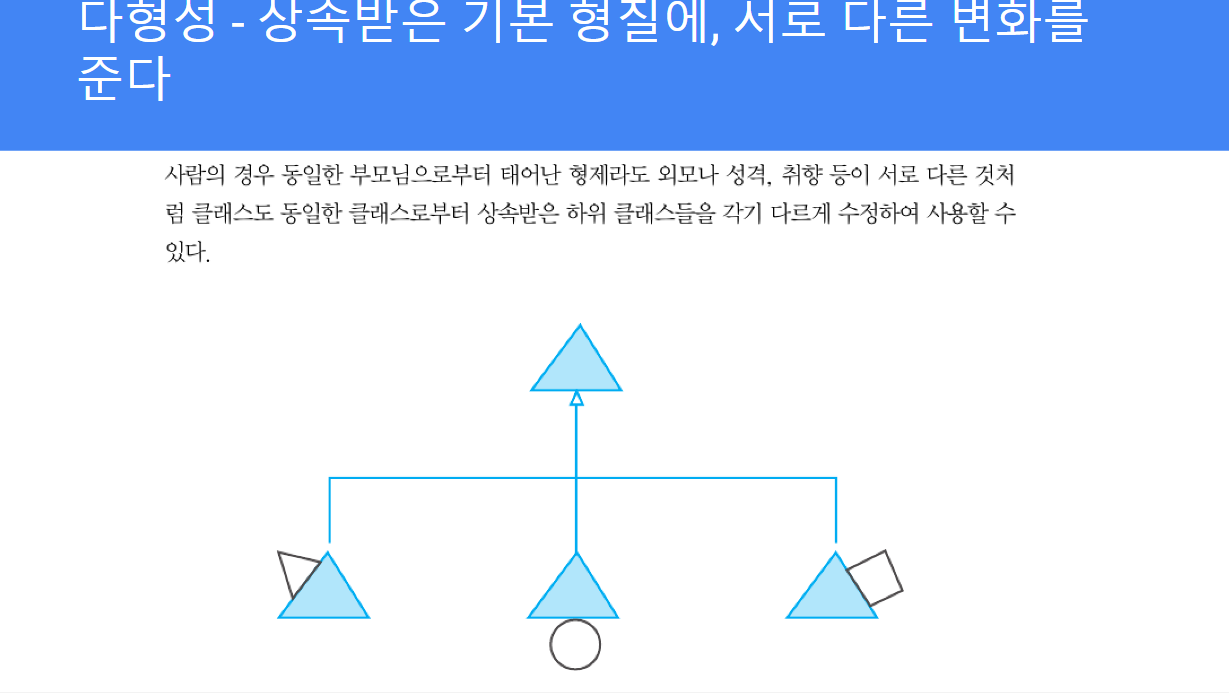 다형성 - 상속받은 기본 형질에, 서로 다른 변화를
준다
사람의 경우 동일한 부모님으로부터 태어난 형제라도 외모나 성격, 취향 등이 서로 다른 것처
럼 클래스도 동일한 클래스로부터 상속받은 하위 클래스들을 각기 다르게 수정하여 사용할 수
있다.